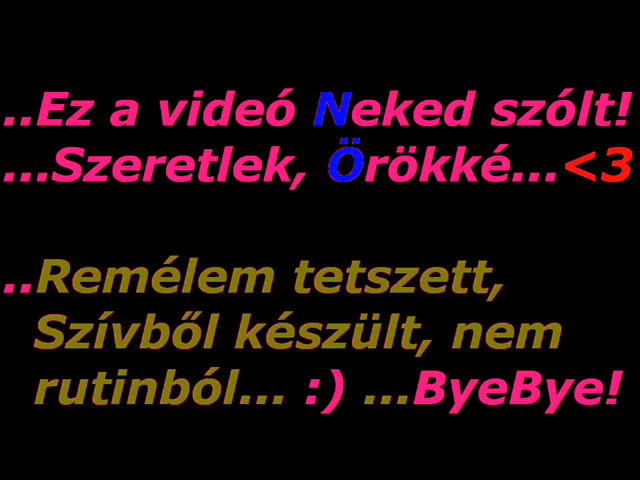 ..Ez a videó Neked szólt!
...Szeretlek, Örökké...<3
..Remélem tetszett,
Szívből készült, nem
rutinból... :) ...ByeBye!